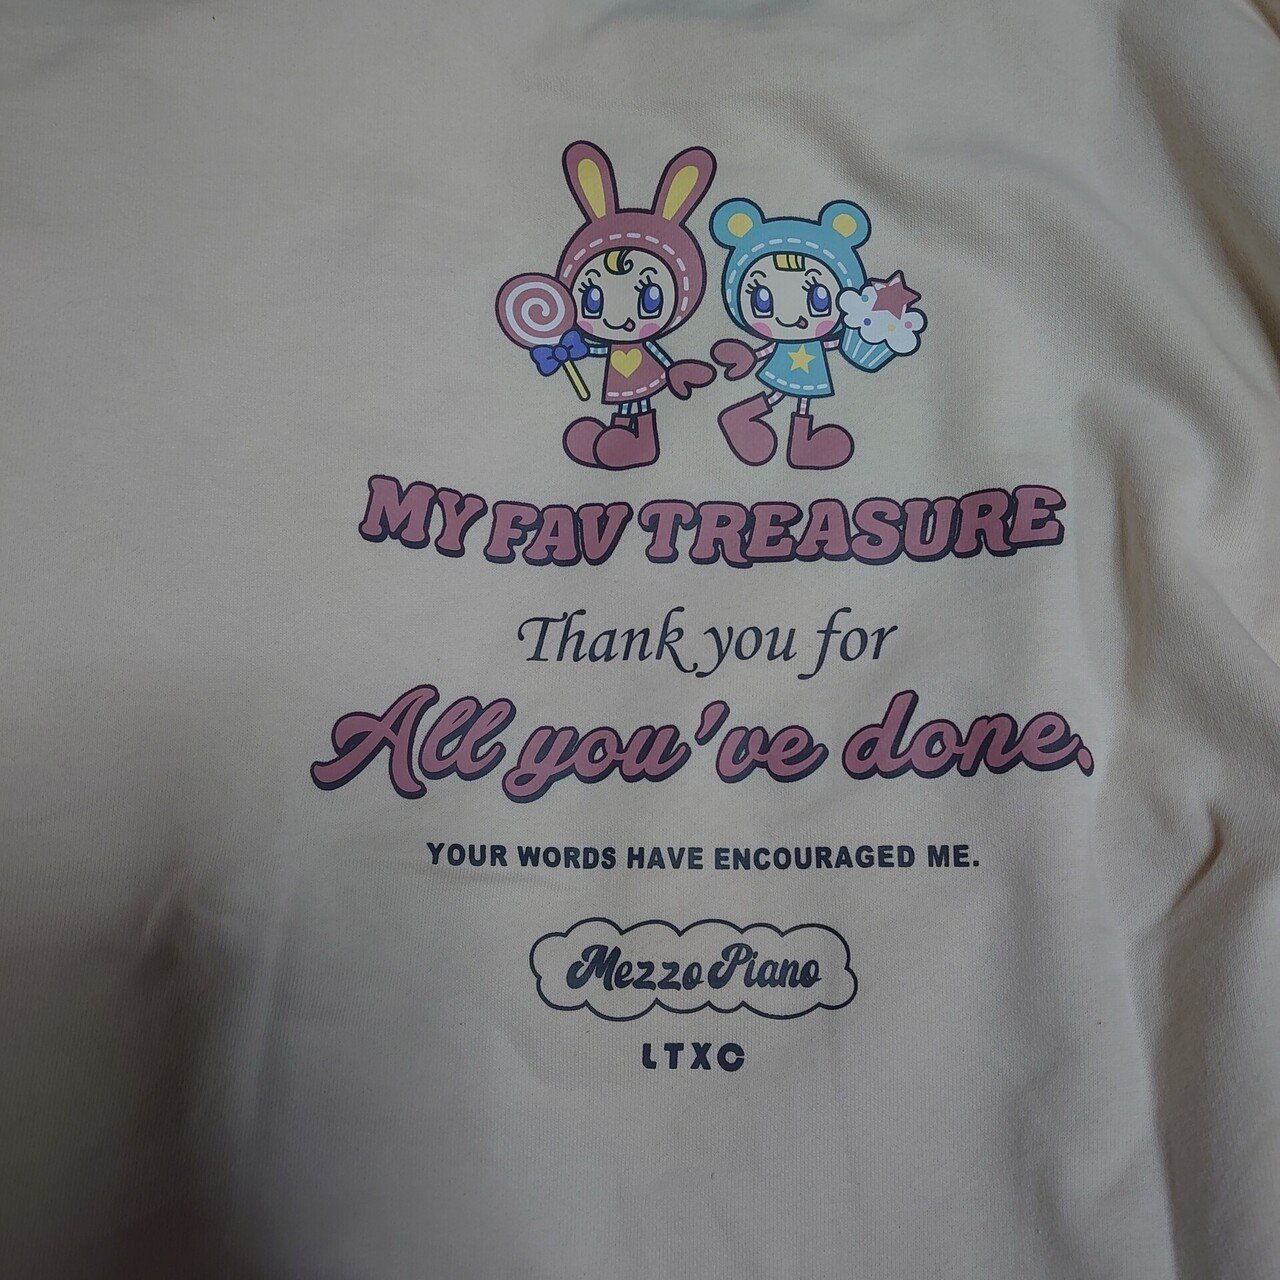 MY FAV TREASURE
Thank you for
All you've done.
YOUR WORDS HAVE ENCOURAGED ME.
Mezzo Piano
LTXC